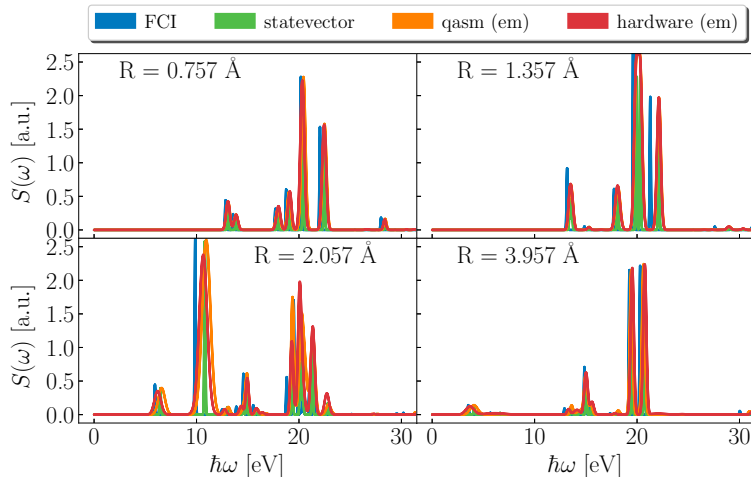 FCI statevector qasm (em) hardware (em)
R = 0.757 Å
R = 1.357 Å
2.5
2.0
1.5
1.0
0.5
0.0
S(ω) [a.u.]
R = 2.057 Å
R = 3.957 Å
2.5
2.0
1.5
1.0
0.5
0.0
S(ω) [a.u.]
0 10 20 30 0 10 20 30
ħω [eV] ħω [eV]